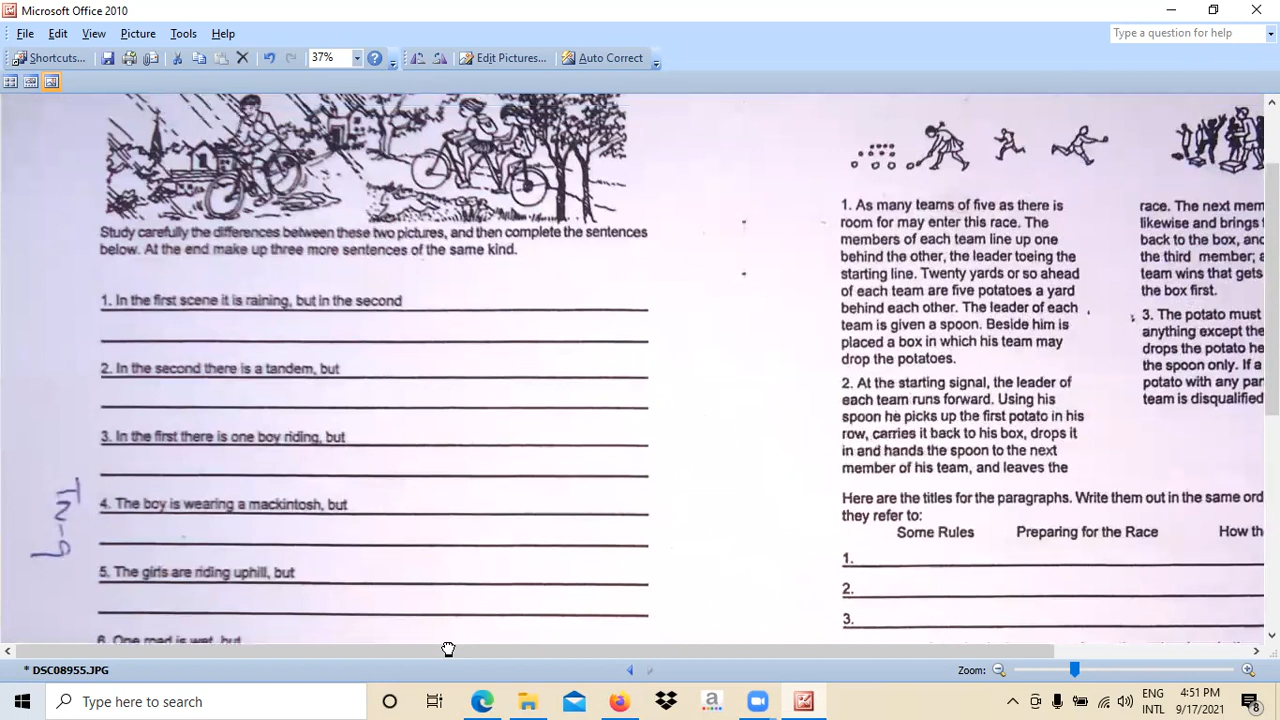 Microsoft Office 2010
File Edit View Picture Tools Help
Type a question for help
Shortcuts...
37%
Edit Pictures...
Auto Correct
Study carefully the differences between these two pictures, and then complete the sentences
below. At the end make up three more sentences of the same kind.
1. In the first scene it is raining, but in the second
2. In the second there is a tandem, but
3. In the first there is one boy riding, but
4. The boy is wearing a mackintosh, but
5. The girls are riding uphill, but
6. One road is wet, but
1. As many teams of five as there is
room for may enter this race. The
members of each team line up one
behind the other, the leader toeing the
starting line. Twenty yards or so ahead
of each team are five potatoes a yard
behind each other. The leader of each
team is given a spoon. Beside him is
placed a box in which his team may
drop the potatoes.
2. At the starting signal, the leader of
each team runs forward. Using his
spoon he picks up the first potato in his
row, carries it back to his box, drops it
in and hands the spoon to the next
member of his team, and leaves the
race. The next mem
likewise and brings
back to the box, and
the third member; a
team wins that gets
the box first.
3. The potato must
anything except the
drops the potato he
the spoon only. If a
potato with any par
team is disqualified
Here are the titles for the paragraphs. Write them out in the same ord
they refer to:
Some Rules Preparing for the Race How th
1.
2.
3.
* DSC08955.JPG
Zoom:
Type here to search
ENG
INTL
4:51 PM
9/17/2021
8